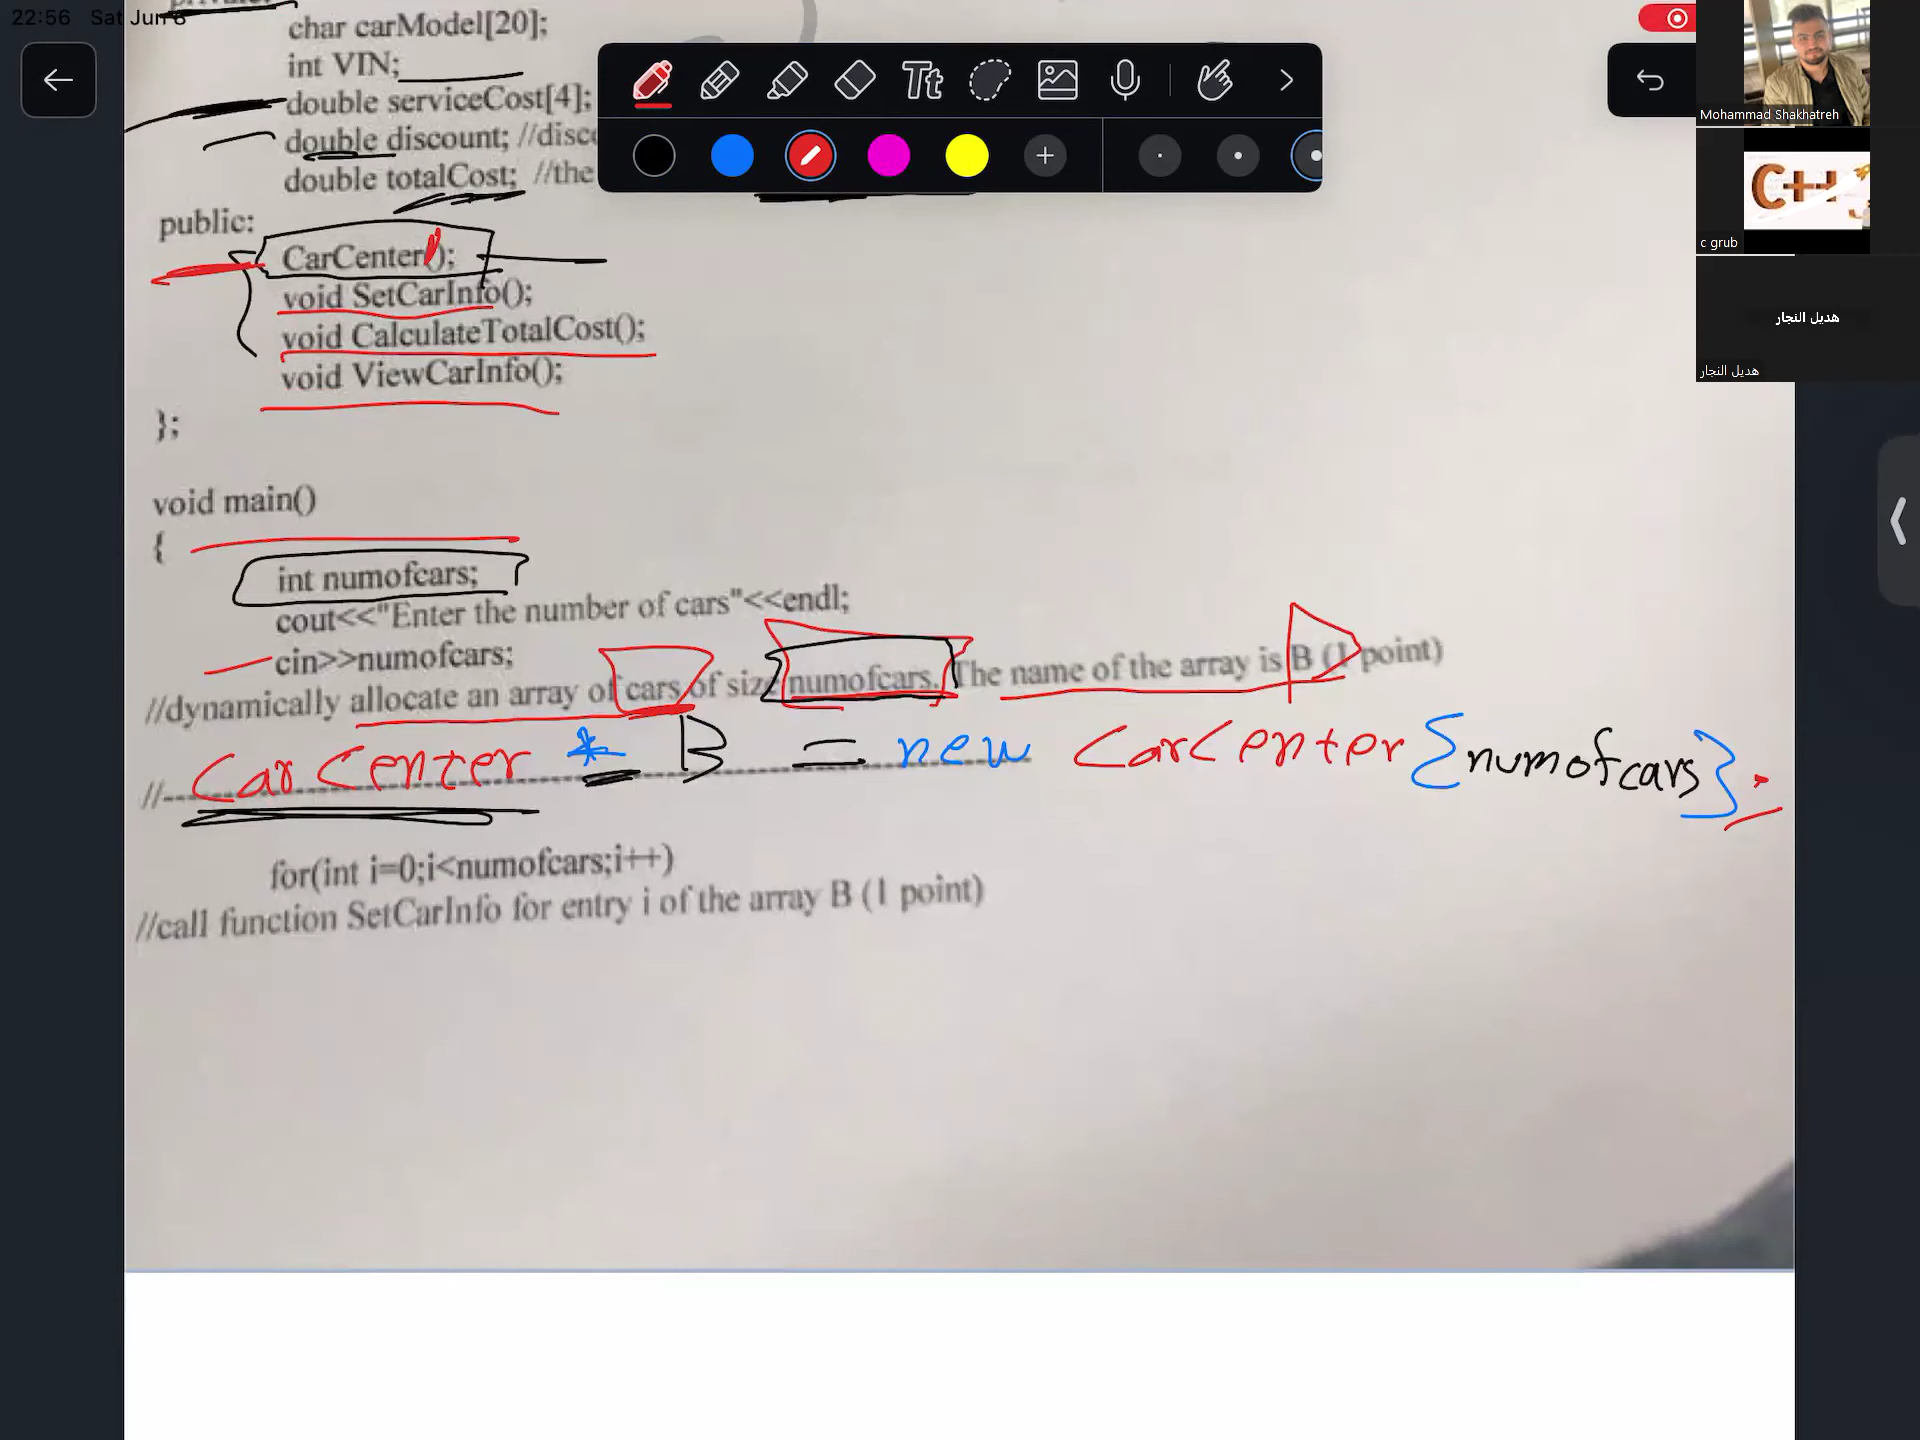 22:56 Sat Jun 8
char carModel[20];
int VIN;
double serviceCost[4];
double discount; //disc
double totalCost; //the
public:
CarCenter();
void SetCarInfo();
void CalculateTotalCost();
void ViewCarInfo();
};
void main()
{
int numofcars;
cout<<"Enter the number of cars"<<endl;
cin>>numofcars;
//dynamically allocate an array of cars of size numofcars. The name of the array is B (1 point)
//---- CarCenter * B = new CarCenter{numofcars};
for(int i=0;i<numofcars;i++)
//call function SetCarInfo for entry i of the array B (1 point)
Tt
Mohammad Shakhatreh
C++
c grub
هديل النجار
هديل النجار